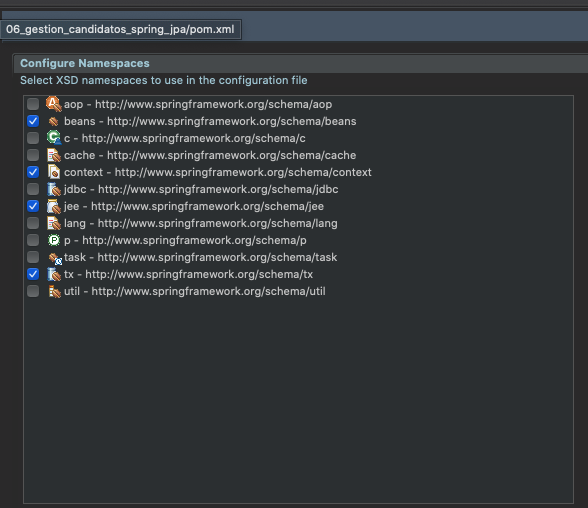 06_gestion_candidatos_spring_jpa/pom.xml
Configure Namespaces
Select XSD namespaces to use in the configuration file
aop - http://www.springframework.org/schema/aop
beans - http://www.springframework.org/schema/beans
c - http://www.springframework.org/schema/c
cache - http://www.springframework.org/schema/cache
context - http://www.springframework.org/schema/context
jdbc - http://www.springframework.org/schema/jdbc
jee - http://www.springframework.org/schema/jee
lang - http://www.springframework.org/schema/lang
p - http://www.springframework.org/schema/p
task - http://www.springframework.org/schema/task
tx - http://www.springframework.org/schema/tx
util - http://www.springframework.org/schema/util